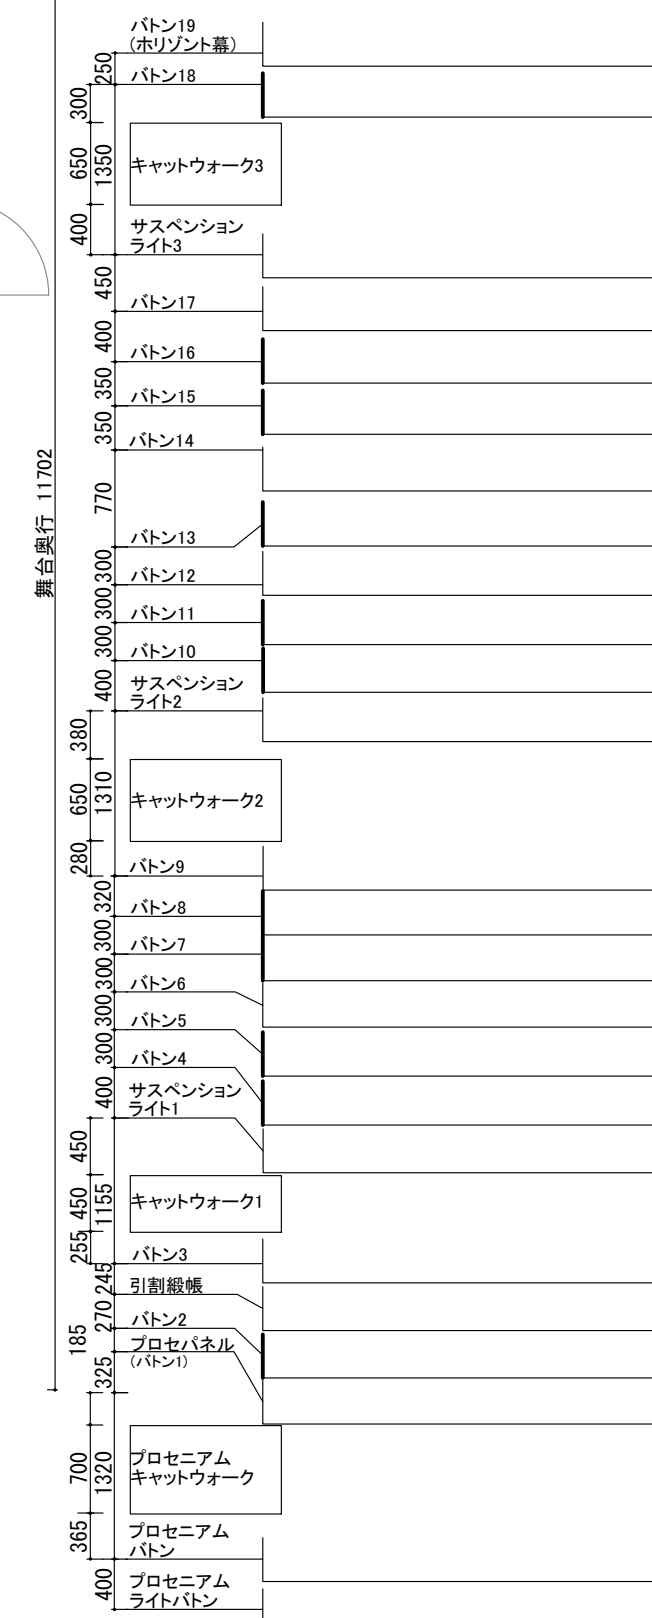 バトン19
(ホリゾント幕)
250
バトン18
300
650
1350
キャットウォーク3
400
サスペンション
ライト3
450
バトン17
400
バトン16
350
バトン15
350
バトン14
舞台奥行 11702
770
バトン13
300
バトン12
300
バトン11
300
バトン10
400
サスペンション
ライト2
380
650
1310
キャットウォーク2
280
バトン9
320
バトン8
300
バトン7
300
バトン6
300
バトン5
300
バトン4
400
サスペンション
ライト1
450
450
1155
キャットウォーク1
255
バトン3
245
引割緞帳
270
バトン2
185
プロセパネル
(バトン1)
325
700
1320
プロセニアム
キャットウォーク
365
プロセニアム
バトン
400
プロセニアム
ライトバトン